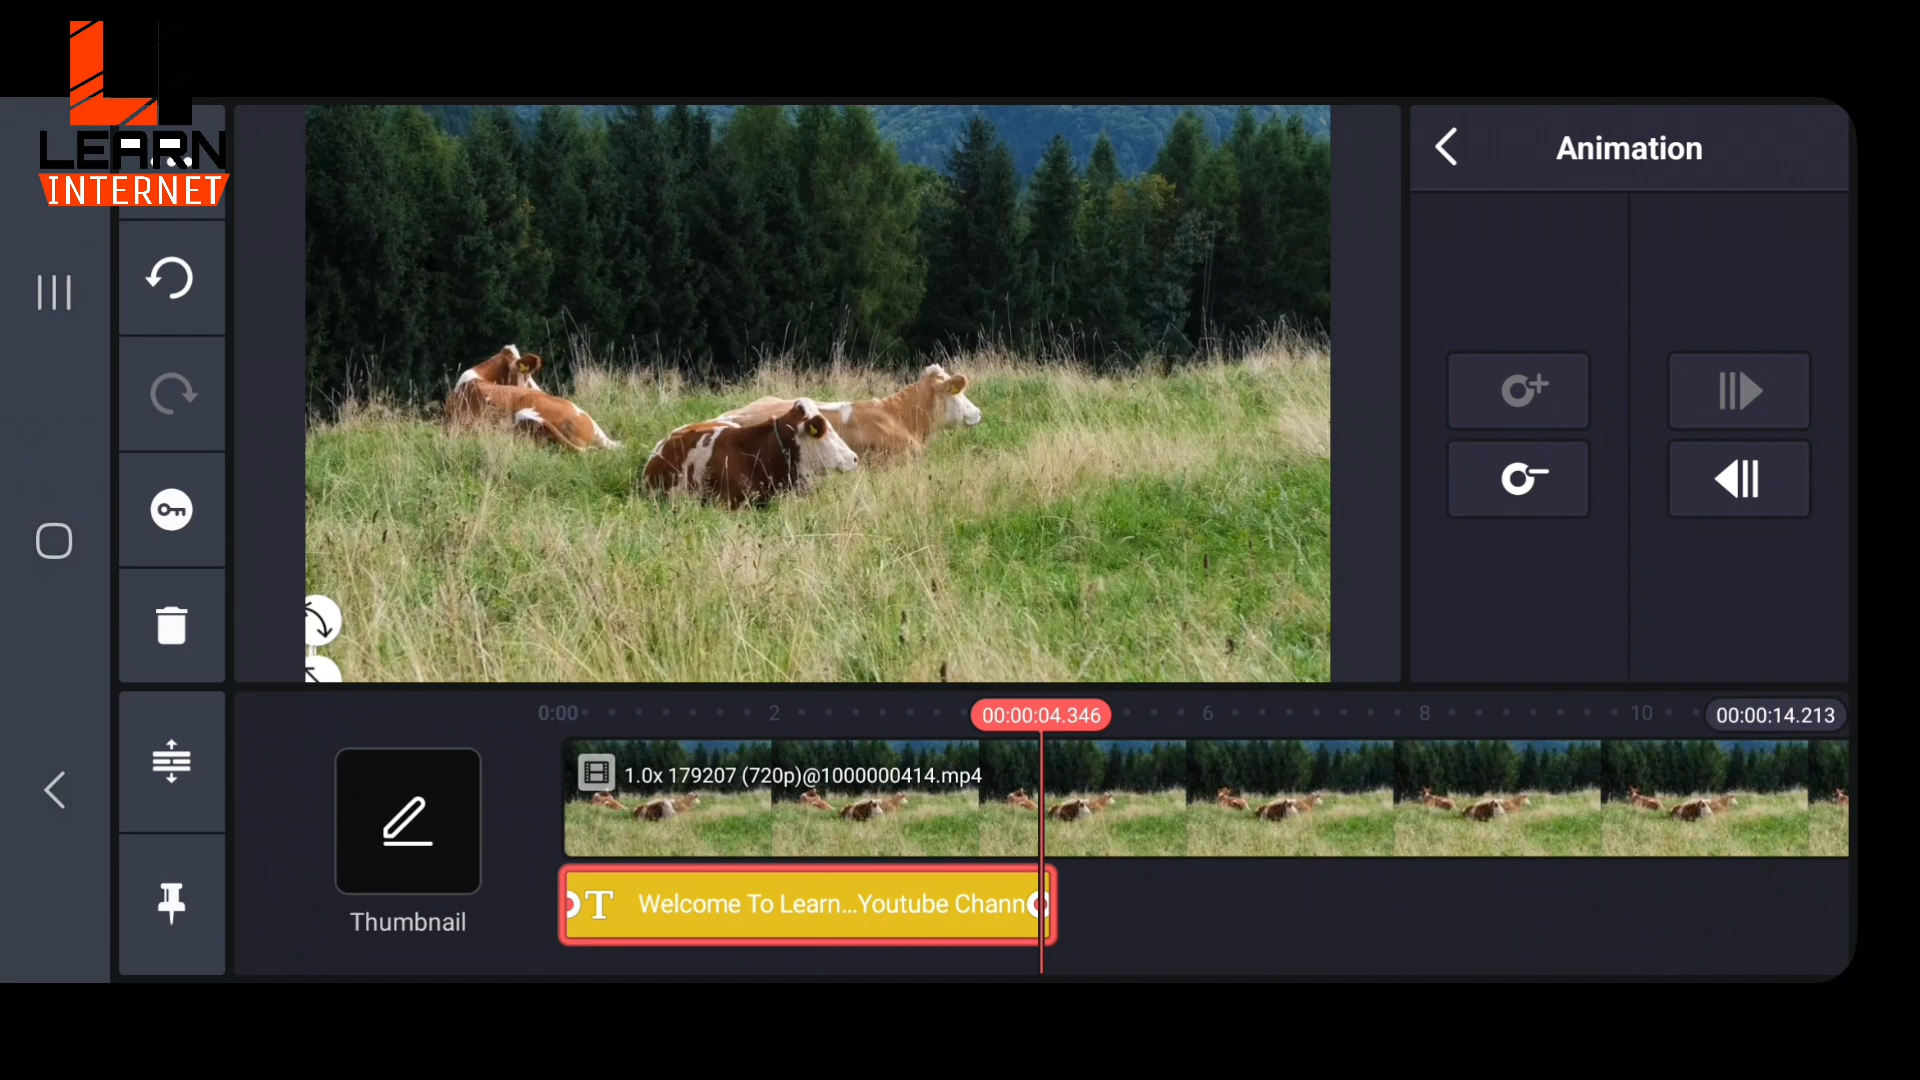 LEARN
INTERNET
Animation
0:00
2
00:00:04.346
6
8
10
00:00:14.213
1.0x 179207 (720p)@1000000414.mp4
T
Welcome To Learn...Youtube Chann
Thumbnail